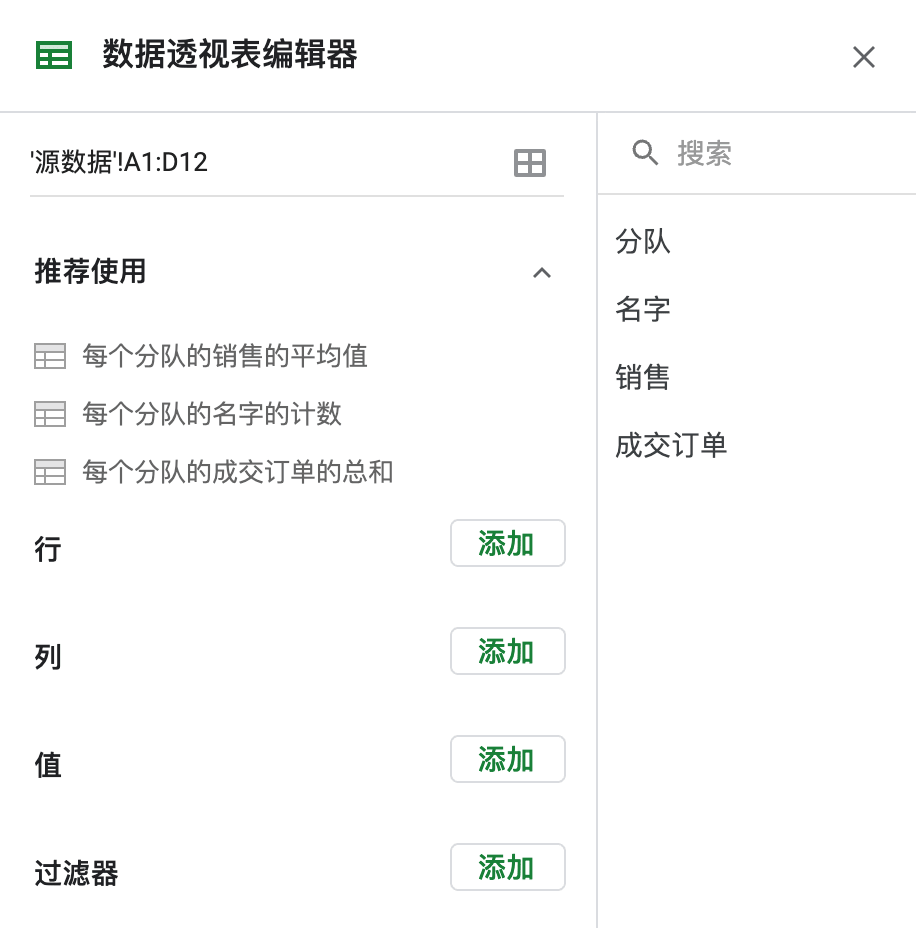 数据透视表编辑器
'源数据'!A1:D12
推荐使用
每个分队的销售的平均值
每个分队的名字的计数
每个分队的成交订单的总和
行
添加
列
添加
值
添加
过滤器
添加
搜索
分队
名字
销售
成交订单